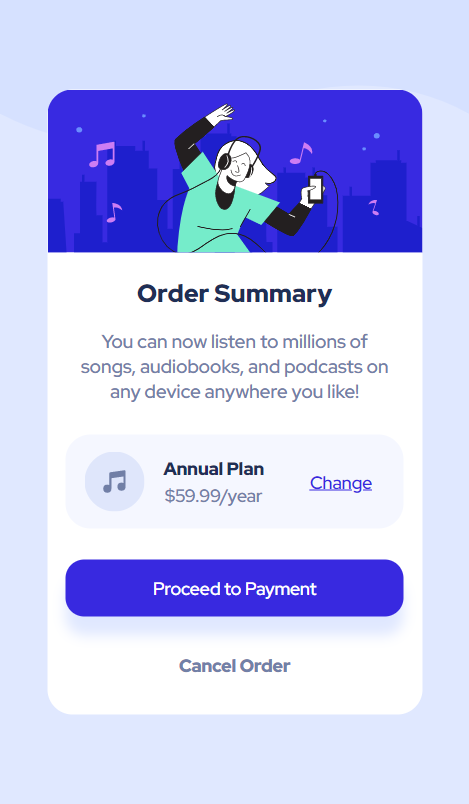 Order Summary
You can now listen to millions of
songs, audiobooks, and podcasts on
any device anywhere you like!
Annual Plan
$59.99/year
Change
Proceed to Payment
Cancel Order